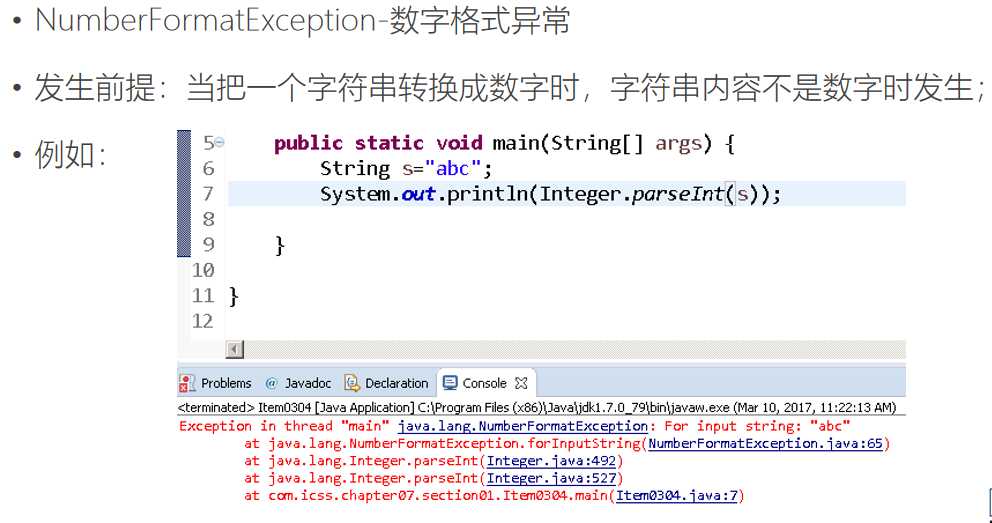 • NumberFormatException-数字格式异常
• 发生前提：当把一个字符串转换成数字时，字符串内容不是数字时发生；
• 例如：
5 public static void main(String[] args) {
6 String s="abc";
7 System.out.println(Integer.parseInt(s));
8
9 }
10
11 }
12
Problems @ Javadoc Declaration Console
<terminated> Item0304 [Java Application] C:\Program Files (x86)\Java\jdk1.7.0_79\bin\javaw.exe (Mar 10, 2017, 11:22:13 AM)
Exception in thread "main" java.lang.NumberFormatException: For input string: "abc"
at java.lang.NumberFormatException.forInputString(NumberFormatException.java:65)
at java.lang.Integer.parseInt(Integer.java:492)
at java.lang.Integer.parseInt(Integer.java:527)
at com.icss.chapter07.section01.Item0304.main(Item0304.java:7)